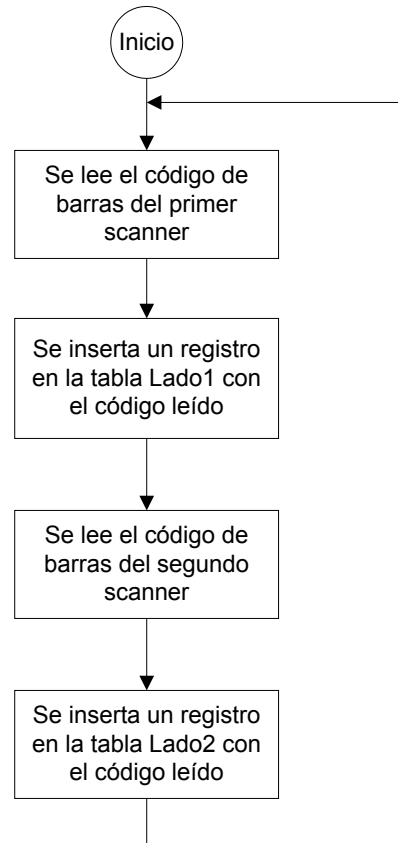 Inicio
Se lee el código de
barras del primer
scanner
Se inserta un registro
en la tabla Lado1 con
el código leído
Se lee el código de
barras del segundo
scanner
Se inserta un registro
en la tabla Lado2 con
el código leído